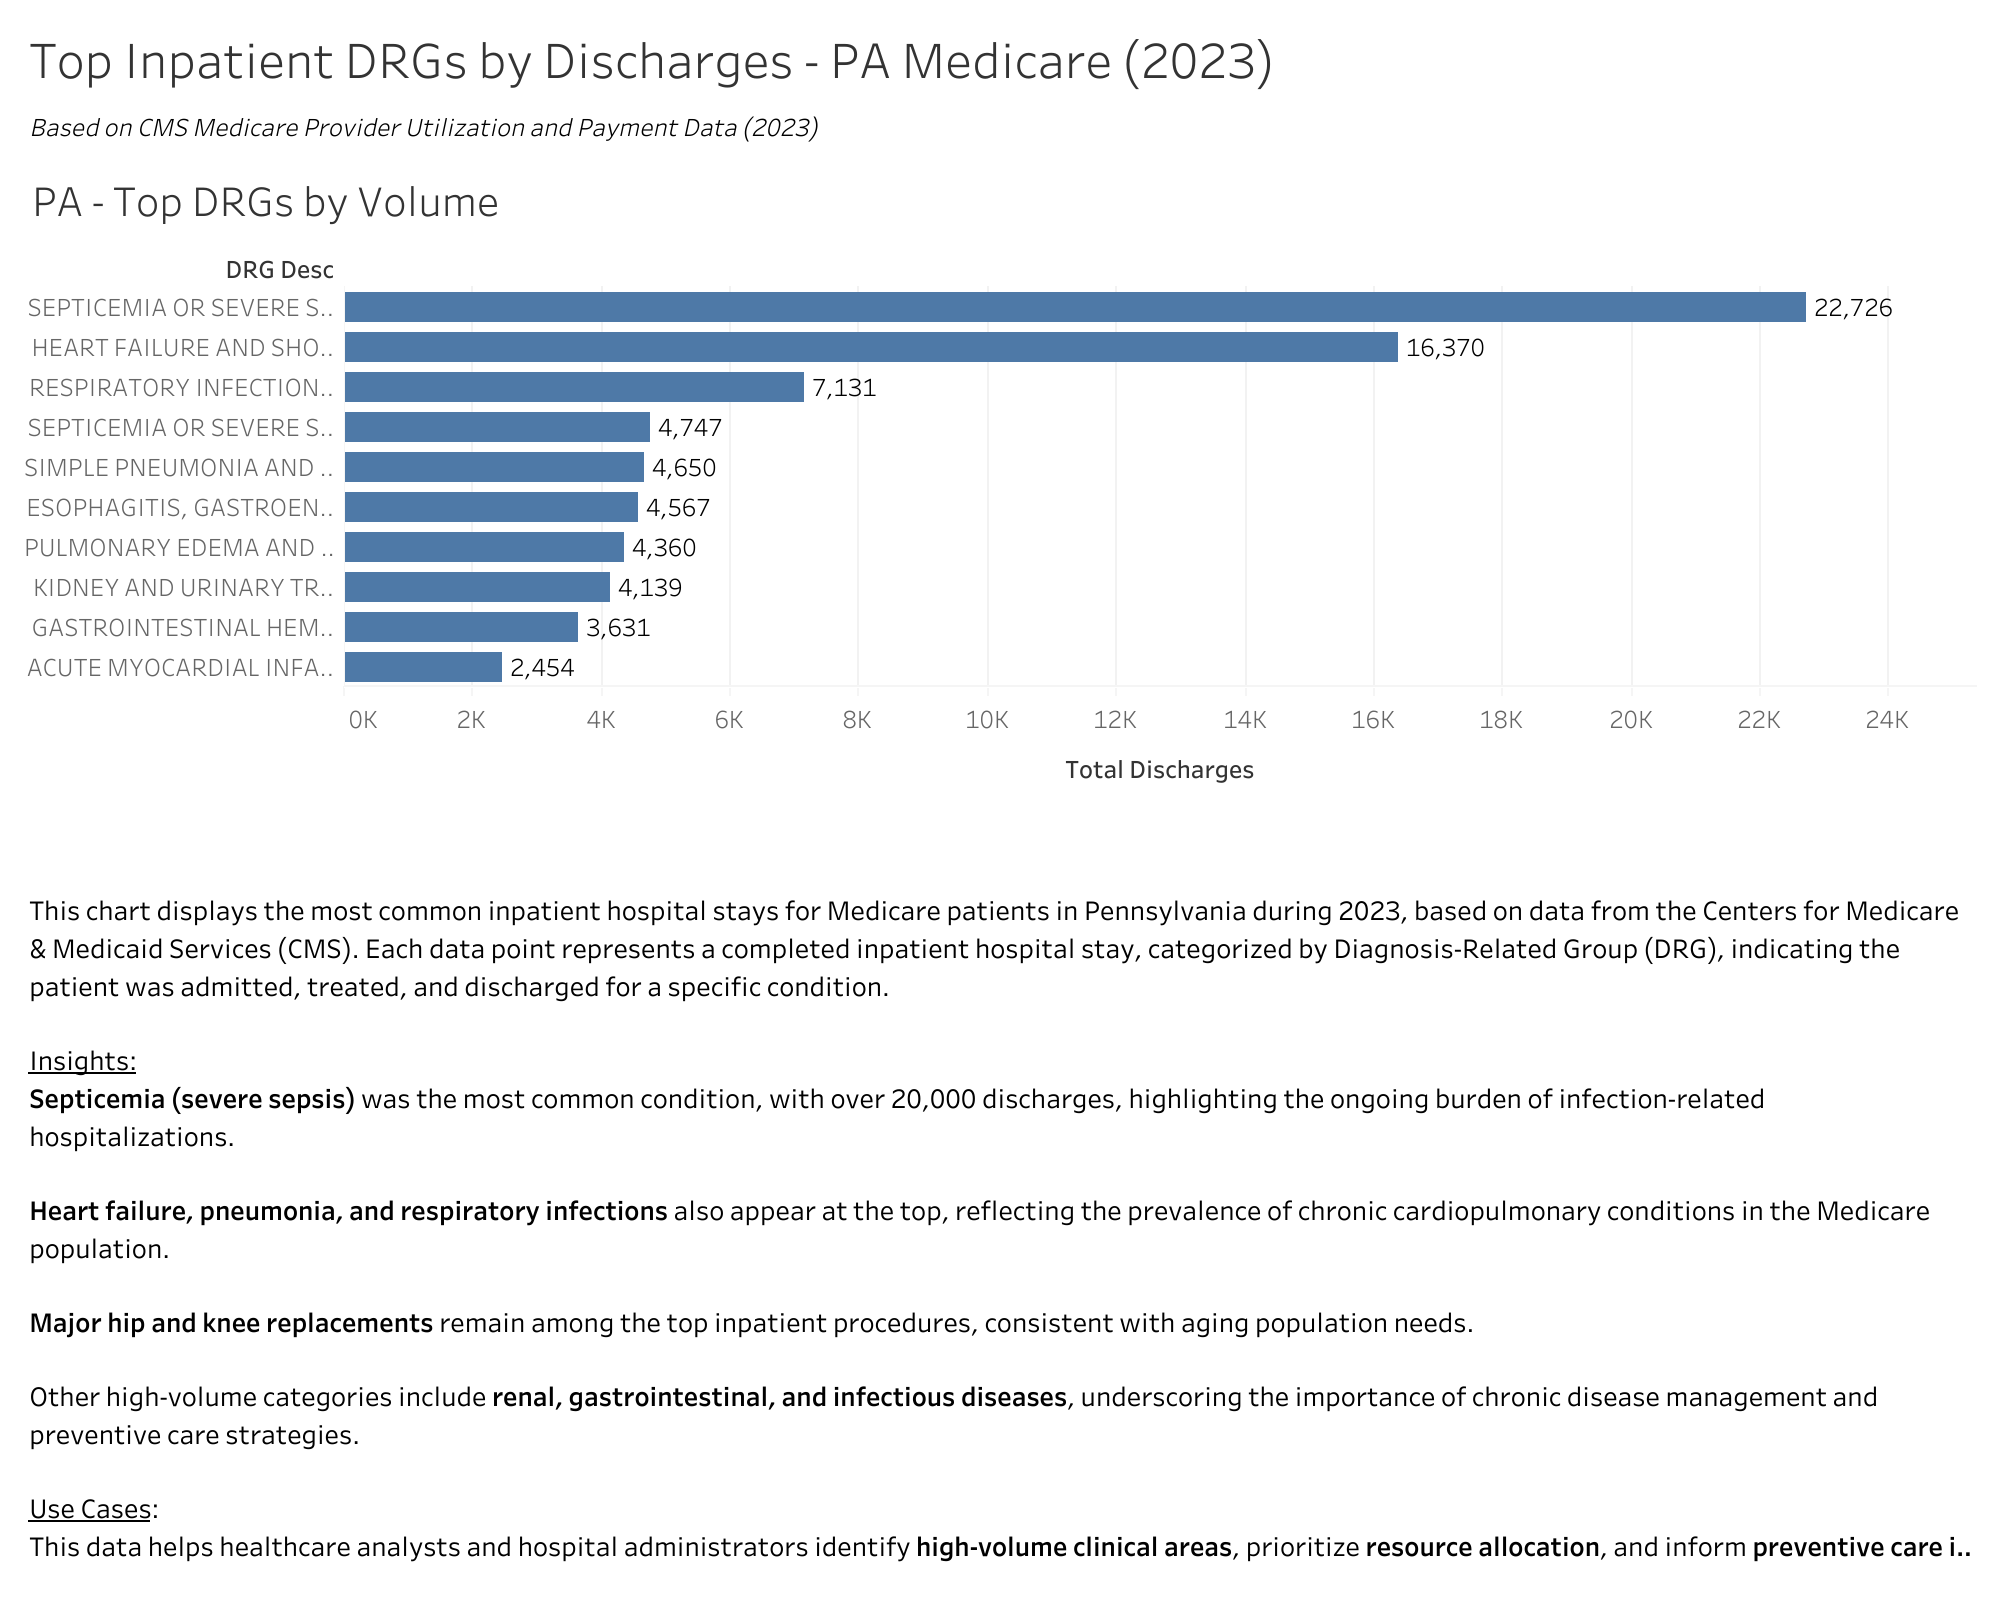 Top Inpatient DRGs by Discharges - PA Medicare (2023)
Based on CMS Medicare Provider Utilization and Payment Data (2023)
PA - Top DRGs by Volume
DRG Desc
SEPTICEMIA OR SEVERE S.. 22,726
HEART FAILURE AND SHO.. 16,370
RESPIRATORY INFECTION.. 7,131
SEPTICEMIA OR SEVERE S.. 4,747
SIMPLE PNEUMONIA AND .. 4,650
ESOPHAGITIS, GASTROEN.. 4,567
PULMONARY EDEMA AND .. 4,360
KIDNEY AND URINARY TR.. 4,139
GASTROINTESTINAL HEM.. 3,631
ACUTE MYOCARDIAL INFA.. 2,454
0K 2K 4K 6K 8K 10K 12K 14K 16K 18K 20K 22K 24K
Total Discharges
This chart displays the most common inpatient hospital stays for Medicare patients in Pennsylvania during 2023, based on data from the Centers for Medicare
& Medicaid Services (CMS). Each data point represents a completed inpatient hospital stay, categorized by Diagnosis-Related Group (DRG), indicating the
patient was admitted, treated, and discharged for a specific condition.
Insights:
Septicemia (severe sepsis) was the most common condition, with over 20,000 discharges, highlighting the ongoing burden of infection-related
hospitalizations.
Heart failure, pneumonia, and respiratory infections also appear at the top, reflecting the prevalence of chronic cardiopulmonary conditions in the Medicare
population.
Major hip and knee replacements remain among the top inpatient procedures, consistent with aging population needs.
Other high-volume categories include renal, gastrointestinal, and infectious diseases, underscoring the importance of chronic disease management and
preventive care strategies.
Use Cases:
This data helps healthcare analysts and hospital administrators identify high-volume clinical areas, prioritize resource allocation, and inform preventive care i..